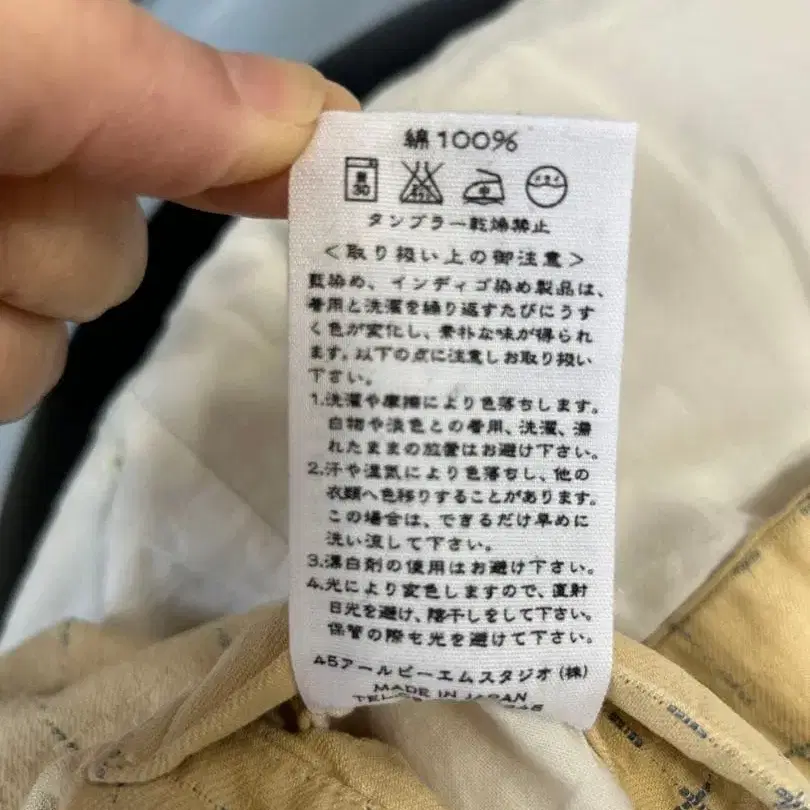 綿100%
タンブラー乾燥禁止
<取り扱い上の御注意>
藍染め、インディゴ染め製品は、
着用と洗濯を繰り返すたびにうす
く色が変化し、素朴な味が得られ
ます。以下の点に注意しお取り扱い
下さい。
1.洗濯や摩擦により色落ちします。
白物や淡色との着用、洗濯、濡
れたままの放置はお避け下さい。
2.汗や湿気により色落ちし、他の
衣類へ色移りすることがあります。
この場合は、できるだけ早めに
洗い流して下さい。
3.漂白剤の使用はお避け下さい。
4.光により変色しますので、直射
日光を避け、陰干しをして下さい。
保管の際も光を避けて下さい。
45アールピーエムスタジオ(株)
MADE IN JAPAN